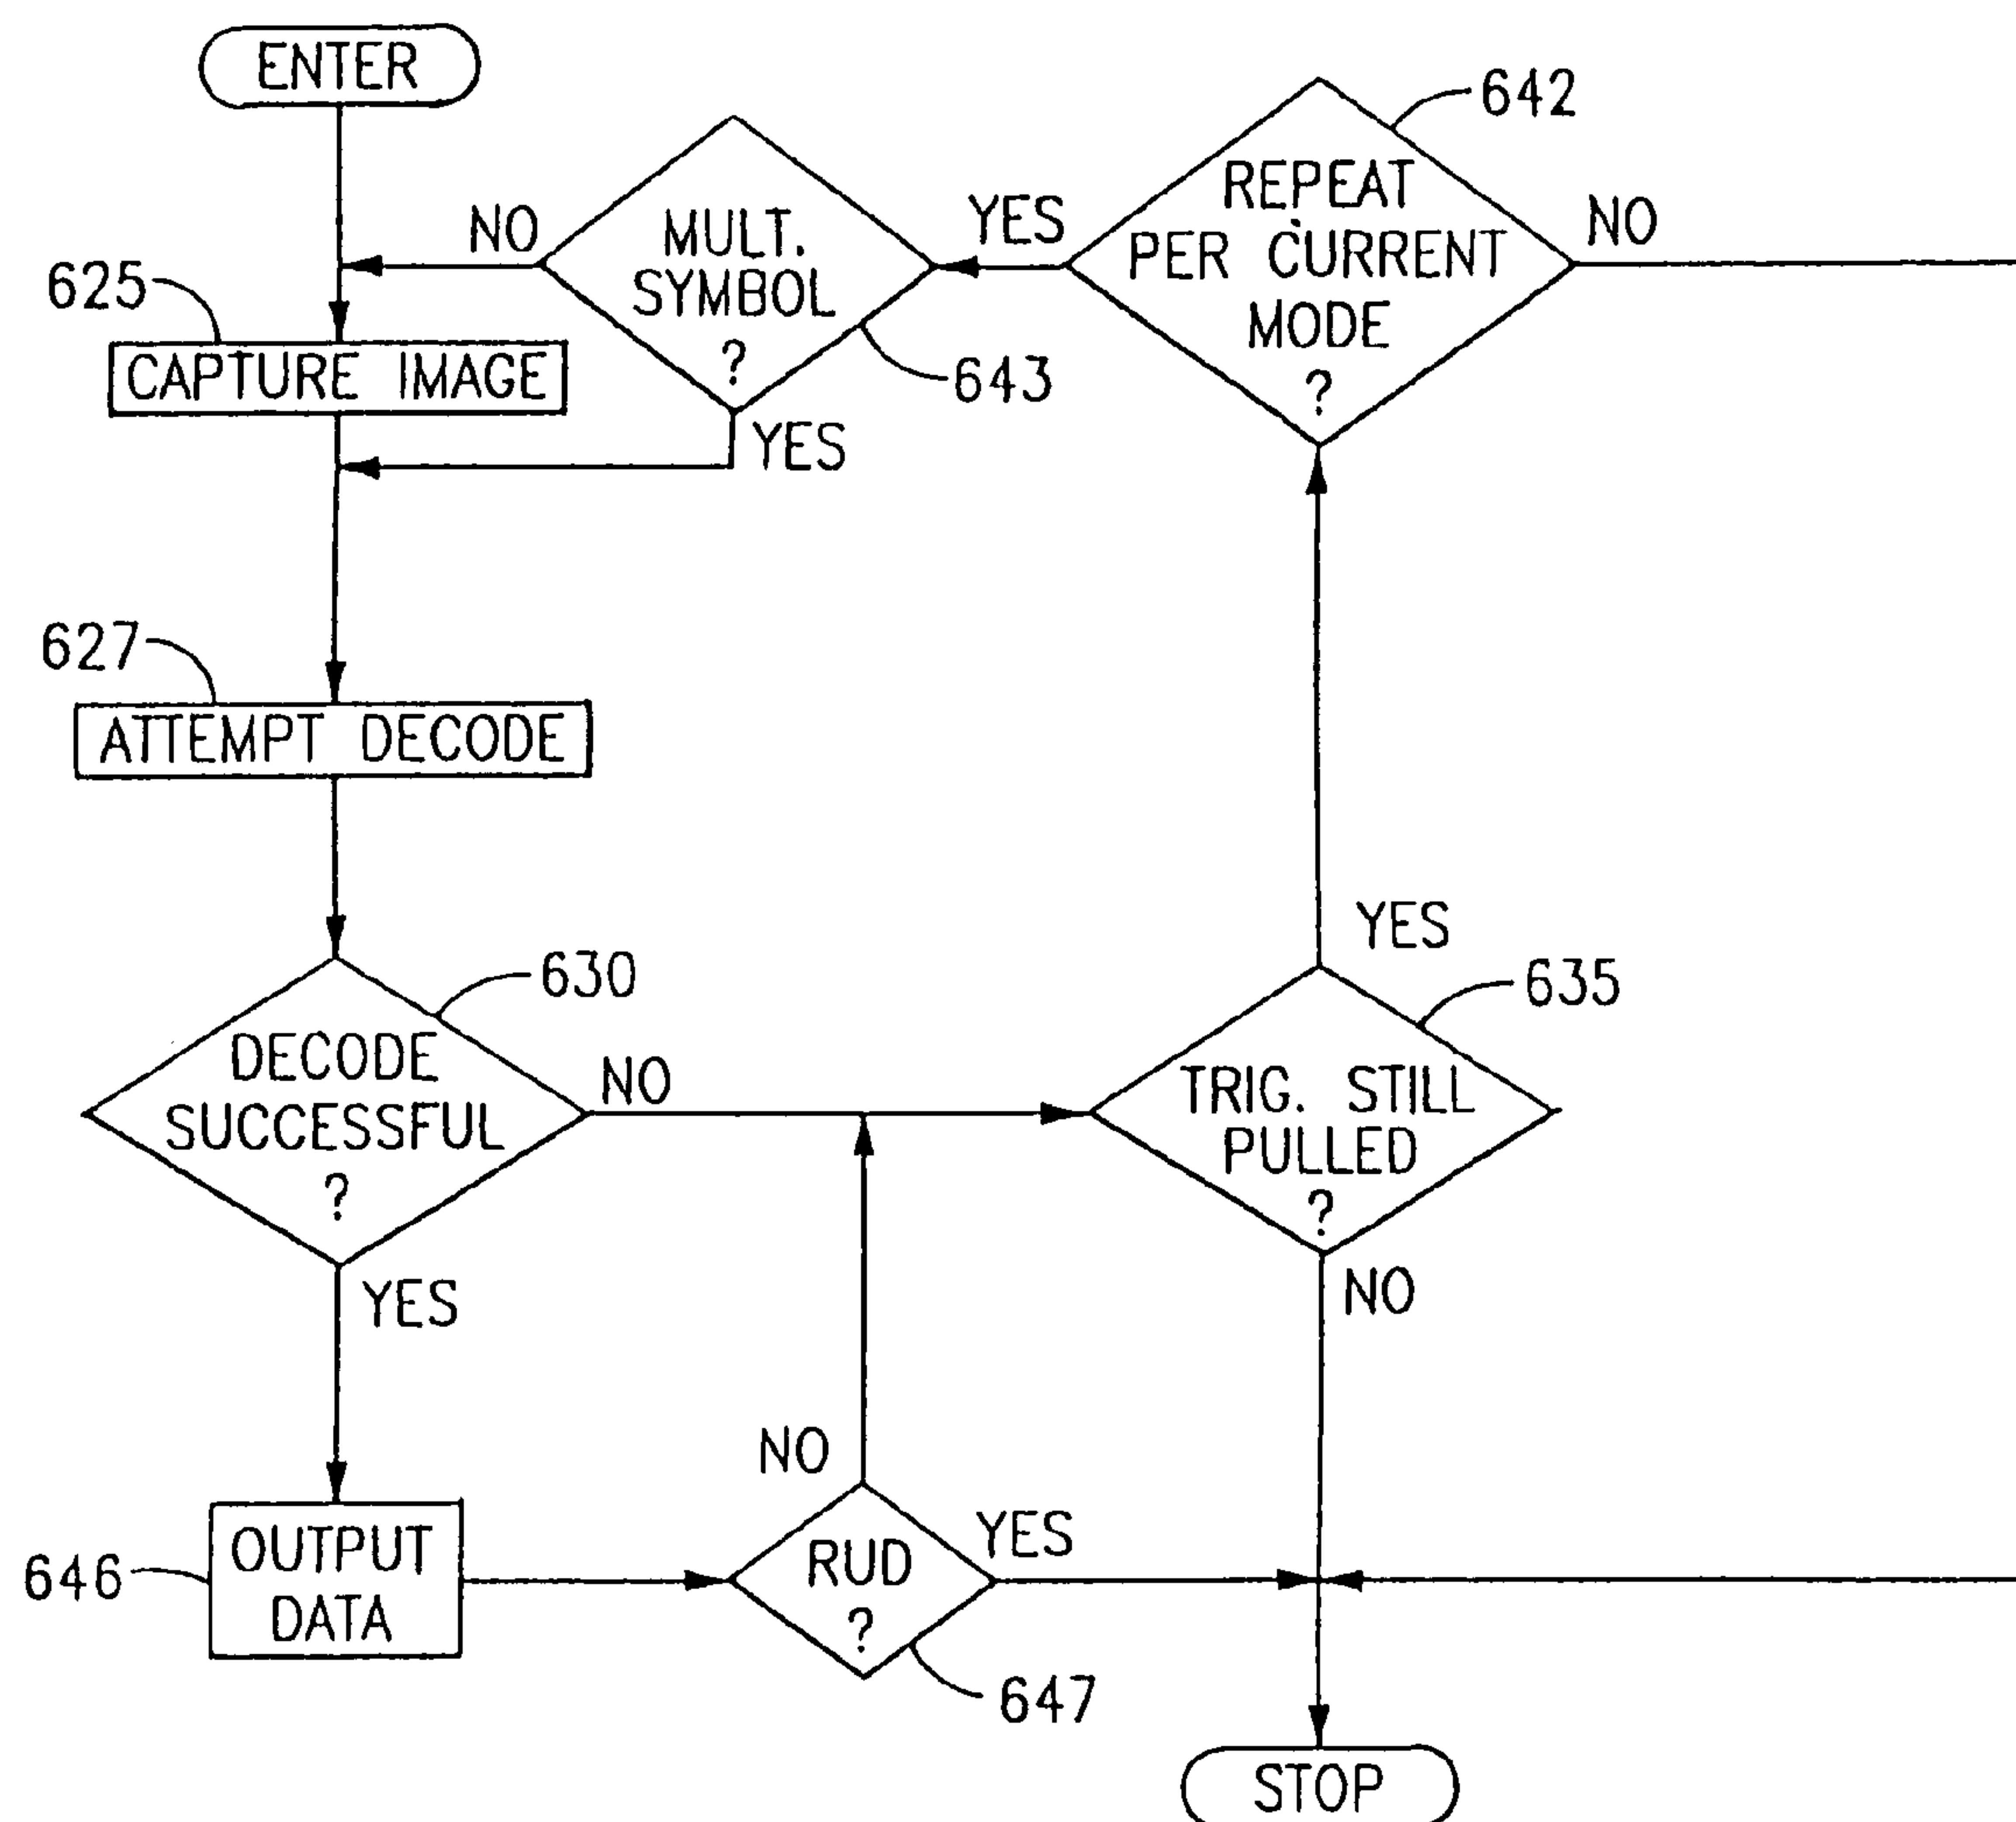 ENTER
642
REPEAT
PER CURRENT
MODE
?
YES
NO
MULT.
SYMBOL
?
NO
643
YES
625
CAPTURE IMAGE
627
ATTEMPT DECODE
630
DECODE
SUCCESSFUL
?
NO
YES
635
YES
TRIG. STILL
PULLED
?
NO
646
OUTPUT
DATA
NO
RUD
?
YES
647
STOP